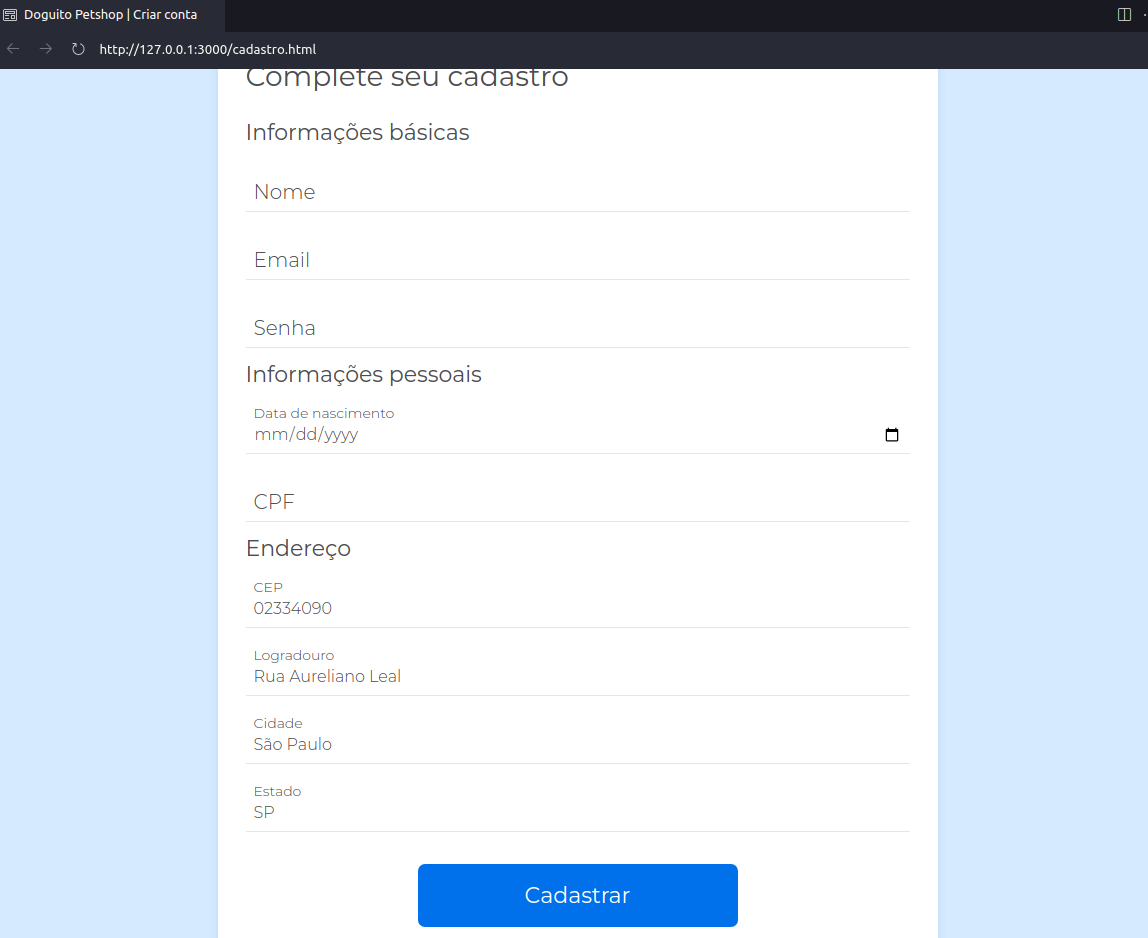 Doguito Petshop | Criar conta
http://127.0.0.1:3000/cadastro.html
Complete seu cadastro
Informações básicas
Nome
Email
Senha
Informações pessoais
Data de nascimento
mm/dd/yyyy
CPF
Endereço
CEP
02334090
Logradouro
Rua Aureliano Leal
Cidade
São Paulo
Estado
SP
Cadastrar